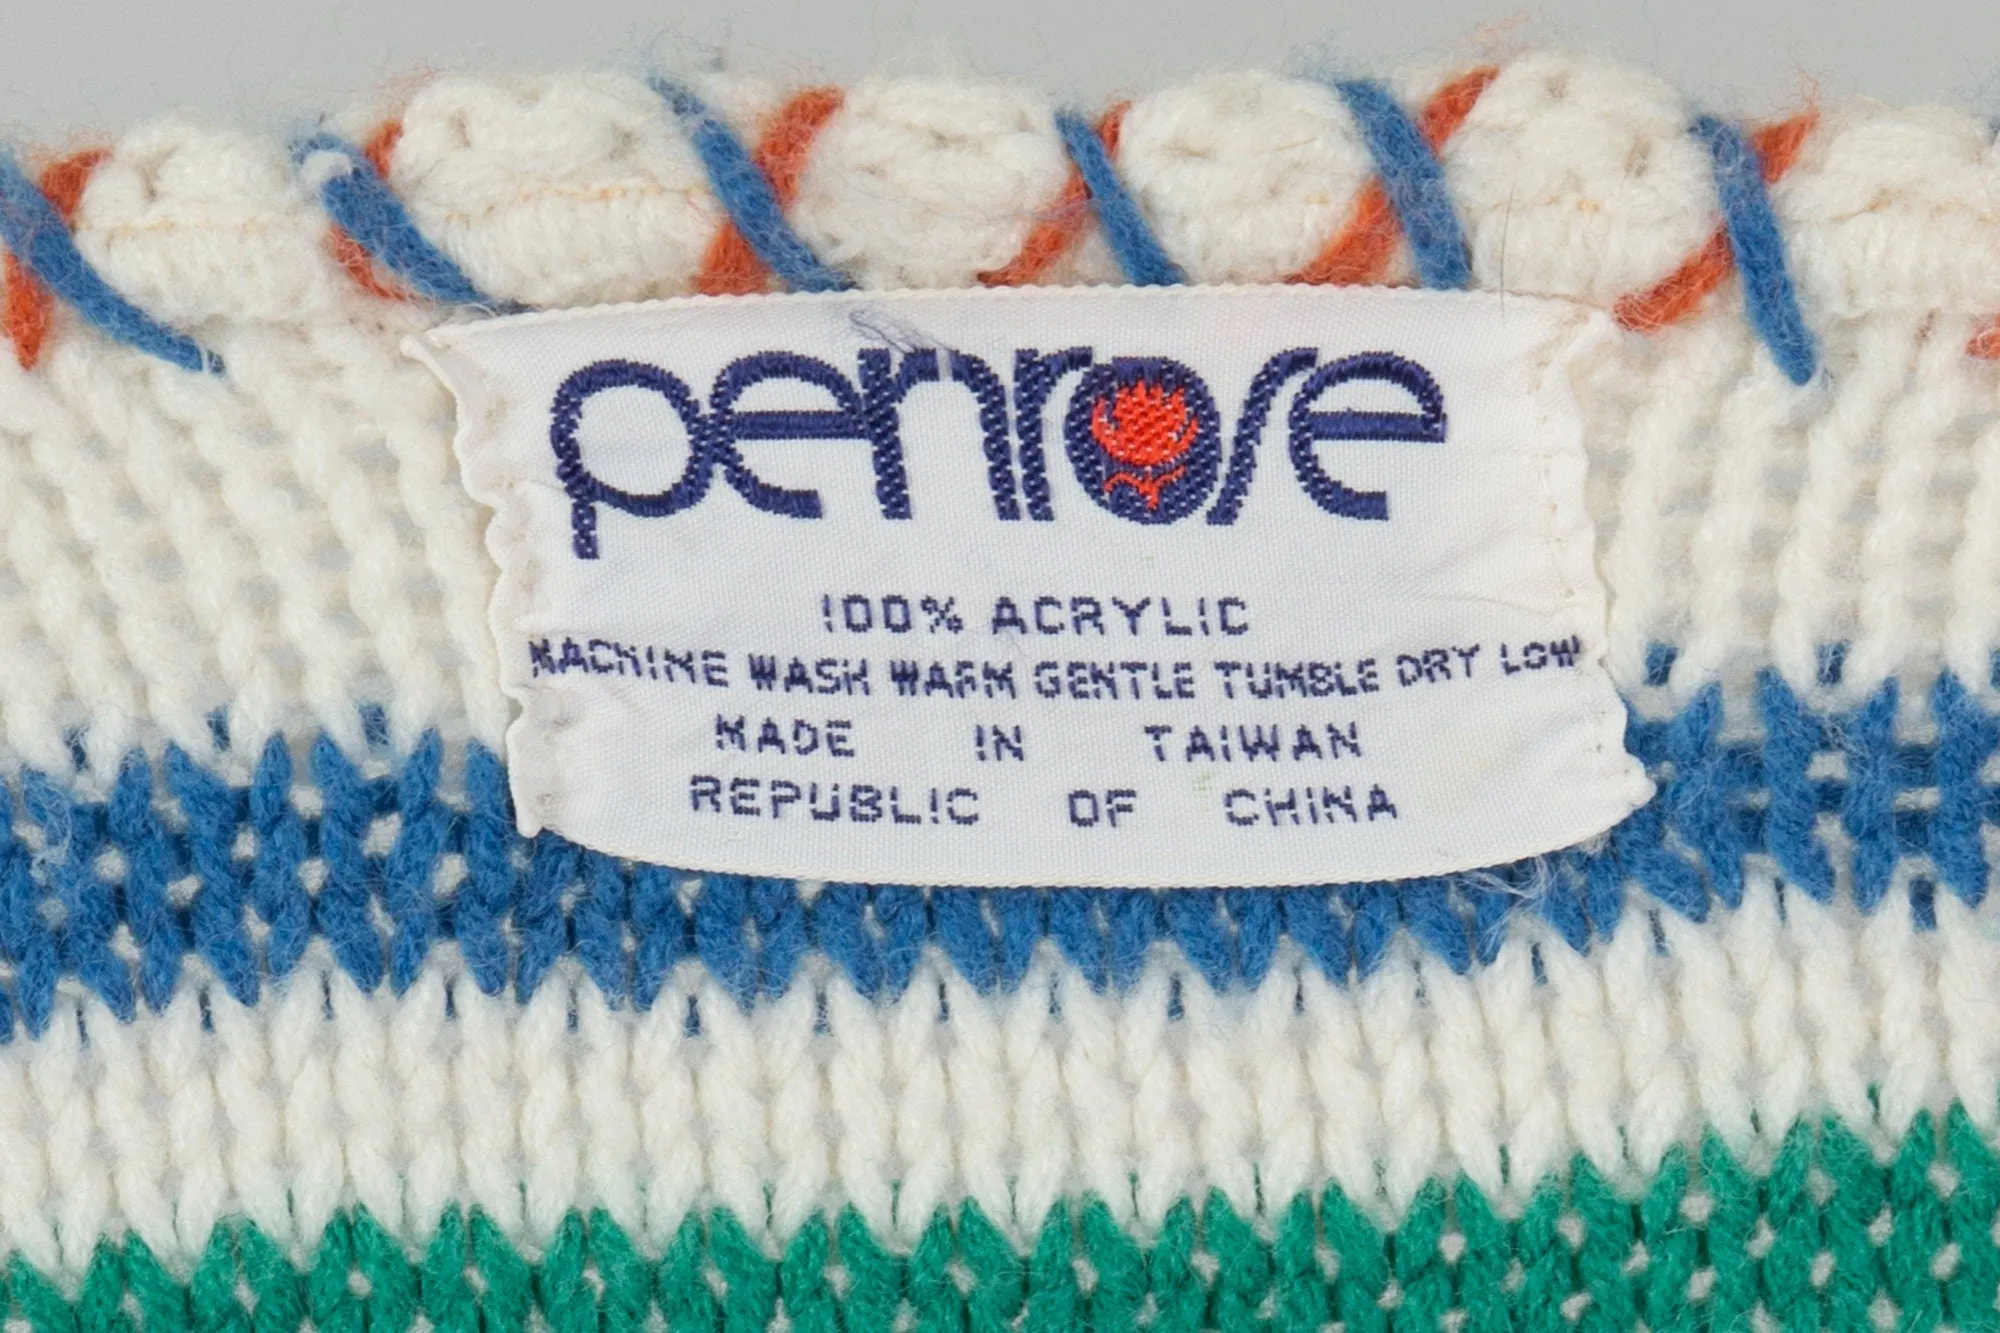 penrose
100% ACRYLIC
MACHINE WASH WARM GENTLE TUMBLE DRY LOW
MADE IN TAIWAN
REPUBLIC OF CHINA